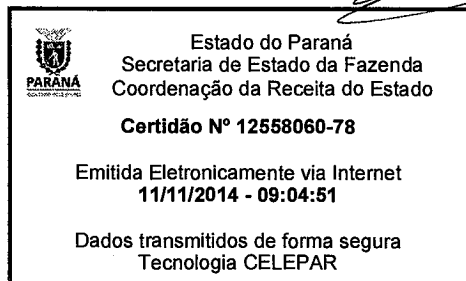 Estado do Paraná
Secretaria de Estado da Fazenda
PARANÁ
Coordenação da Receita do Estado
Certidão Nº 12558060-78
Emitida Eletronicamente via Internet
11/11/2014 - 09:04:51
Dados transmitidos de forma segura
Tecnologia CELEPAR